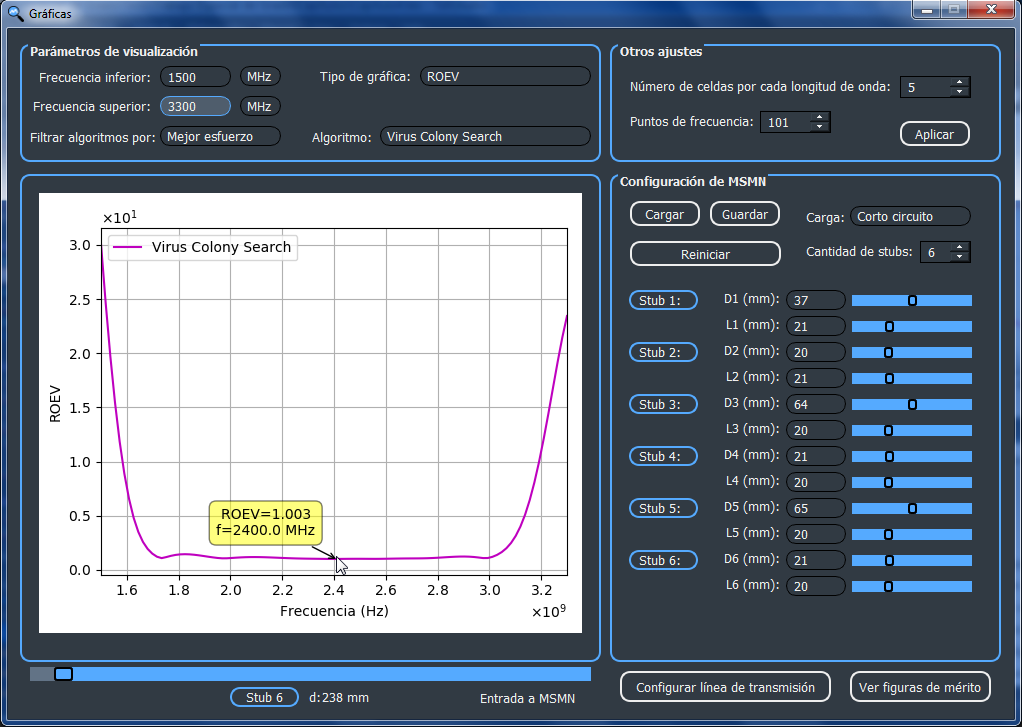 Gráficas
Parámetros de visualización
Frecuencia inferior: 1500 MHz Tipo de gráfica: ROEV
Frecuencia superior: 3300 MHz
Filtrar algoritmos por: Mejor esfuerzo Algoritmo: Virus Colony Search
Otros ajustes
Número de celdas por cada longitud de onda: 5
Puntos de frecuencia: 101
Aplicar
×10¹
Virus Colony Search
3.0
2.5
2.0
1.5
1.0
0.5
0.0
ROEV
ROEV=1.003
f=2400.0 MHz
1.6 1.8 2.0 2.2 2.4 2.6 2.8 3.0 3.2
Frecuencia (Hz) ×10⁹
Stub 6 d:238 mm Entrada a MSMN
Configuración de MSMN
Cargar Guardar Carga: Corto circuito
Reiniciar Cantidad de stubs: 6
Stub 1: D1 (mm): 37
L1 (mm): 21
Stub 2: D2 (mm): 20
L2 (mm): 21
Stub 3: D3 (mm): 64
L3 (mm): 20
Stub 4: D4 (mm): 21
L4 (mm): 20
Stub 5: D5 (mm): 65
L5 (mm): 20
Stub 6: D6 (mm): 21
L6 (mm): 20
Configurar línea de transmisión Ver figuras de mérito